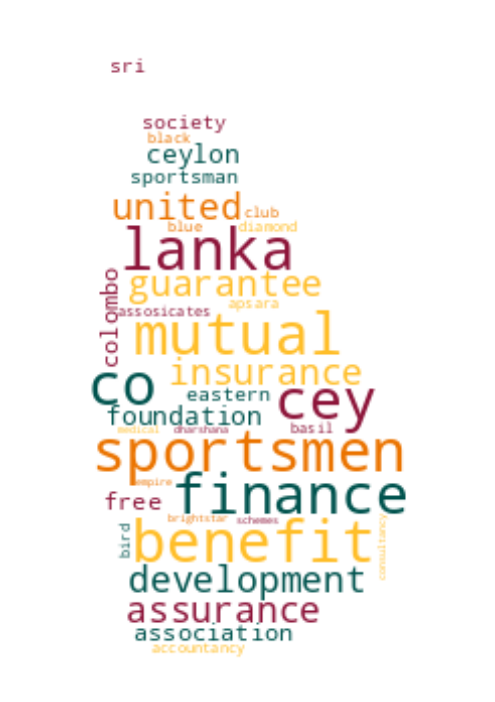 sri
society
black
ceylon
sportsman
united club
blue diamond
lanka
colombo
guarantee
apsara
assosicates
mutual
insurance
co eastern cey
foundation
medical dharshana basil
sportsmen
empire
free finance
brightstar schemes
bird benefit consultancy
development
assurance
association
accountancy